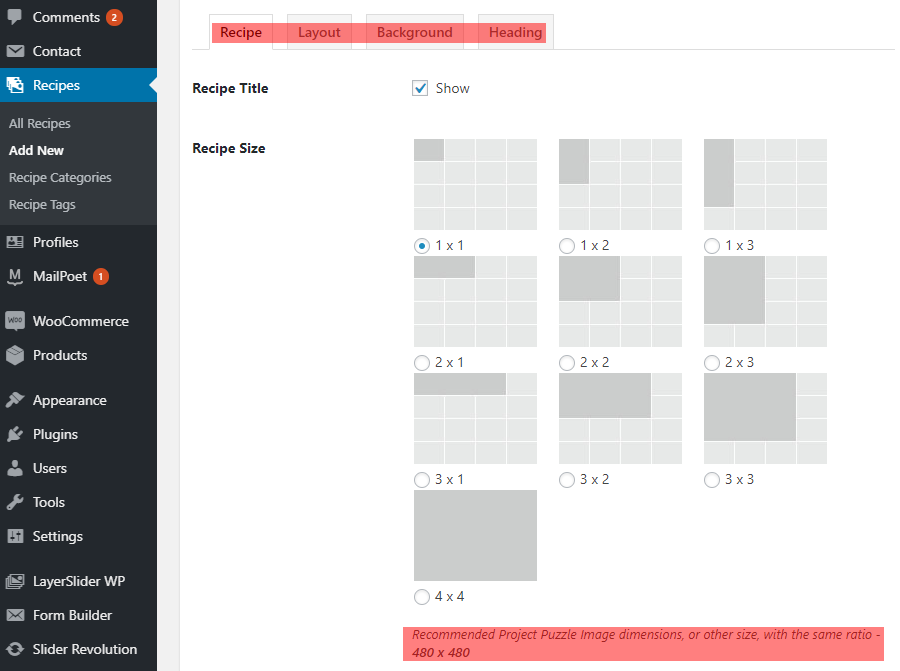 Comments 2
Contact
Recipes
All Recipes
Add New
Recipe Categories
Recipe Tags
Profiles
MailPoet 1
WooCommerce
Products
Appearance
Plugins
Users
Tools
Settings
LayerSlider WP
Form Builder
Slider Revolution
Recipe Layout Background Heading
Recipe Title Show
Recipe Size
1 x 1 1 x 2 1 x 3
2 x 1 2 x 2 2 x 3
3 x 1 3 x 2 3 x 3
4 x 4
Recommended Project Puzzle Image dimensions, or other size, with the same ratio -
480 x 480